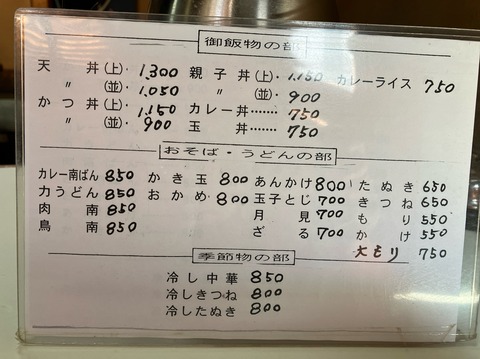 御飯物の部
天丼(上)・1,300 親子丼(上)・1,150 カレーライス 750
〃(並)・1,050 〃(並)・900
かつ丼(上)・1,150 カレー丼……750
〃(並)・900 玉丼……750
おそば・うどんの部
カレー南ばん 850 かき玉 800 あんかけ 800 たぬき 650
力うどん 850 おかめ 800 玉子とじ 700 きつね 650
肉南 850 月見 700 もり 550
鳥南 850 ざる 700 かけ 550
大もり 750
季節物の部
冷し中華 850
冷しきつね 800
冷したぬき 800